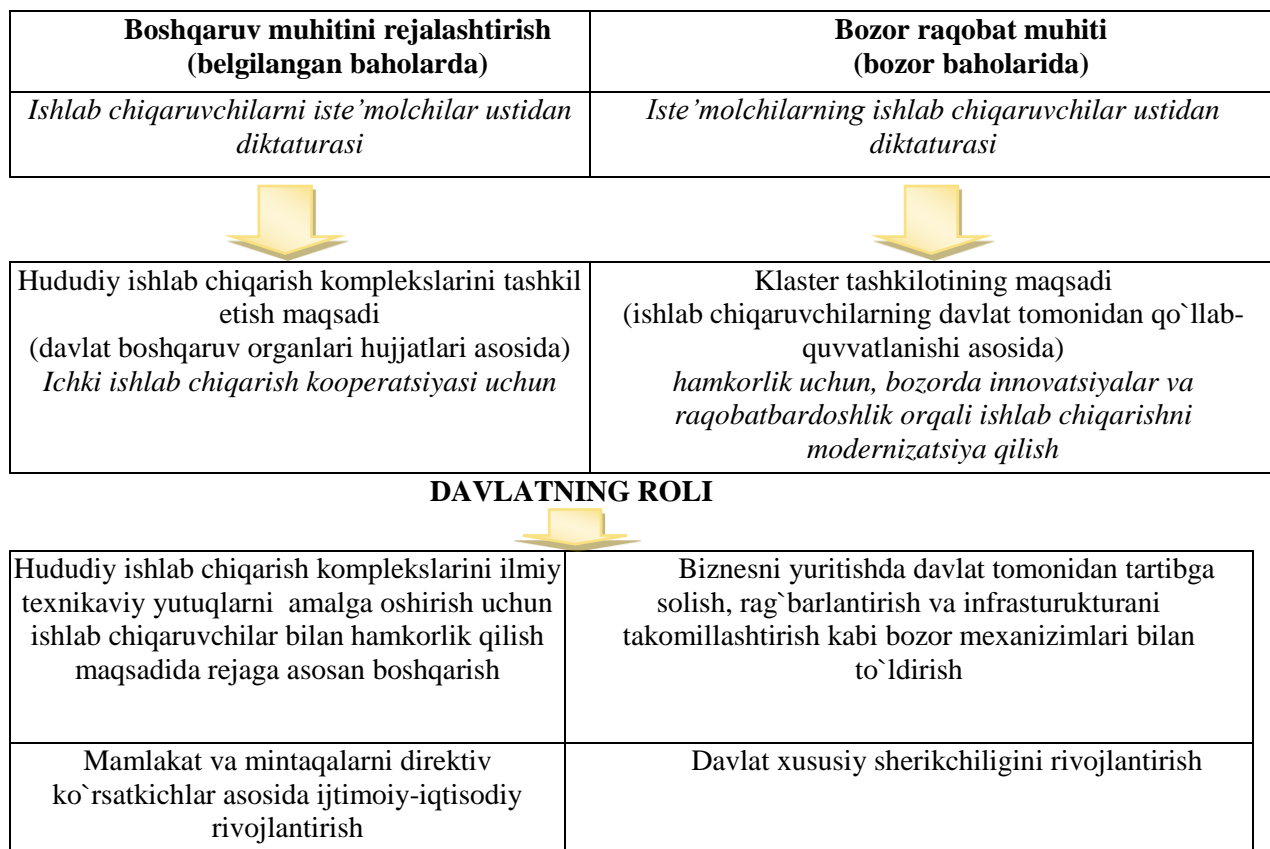 Boshqaruv muhitini rejalashtirish
(belgilangan baholarda)
Bozor raqobat muhiti
(bozor baholarida)
Ishlab chiqaruvchilarni iste’molchilar ustidan
diktaturasi
Iste’molchilarning ishlab chiqaruvchilar ustidan
diktaturasi
Hududiy ishlab chiqarish komplekslarini tashkil
etish maqsadi
(davlat boshqaruv organlari hujjatlari asosida)
Ichki ishlab chiqarish kooperatsiyasi uchun
Klaster tashkilotining maqsadi
(ishlab chiqaruvchilarning davlat tomonidan qo`llab-
quvvatlanishi asosida)
hamkorlik uchun, bozorda innovatsiyalar va
raqobatbardoshlik orqali ishlab chiqarishni
modernizatsiya qilish
DAVLATNING ROLI
Hududiy ishlab chiqarish komplekslarini ilmiy
texnikaviy yutuqlarni amalga oshirish uchun
ishlab chiqaruvchilar bilan hamkorlik qilish
maqsadida rejaga asosan boshqarish
Biznesni yuritishda davlat tomonidan tartibga
solish, rag`barlantirish va infrasturukturani
takomillashtirish kabi bozor mexanizimlari bilan
to`ldirish
Mamlakat va mintaqalarni direktiv
ko`rsatkichlar asosida ijtimoiy-iqtisodiy
rivojlantirish
Davlat xususiy sherikchiligini rivojlantirish